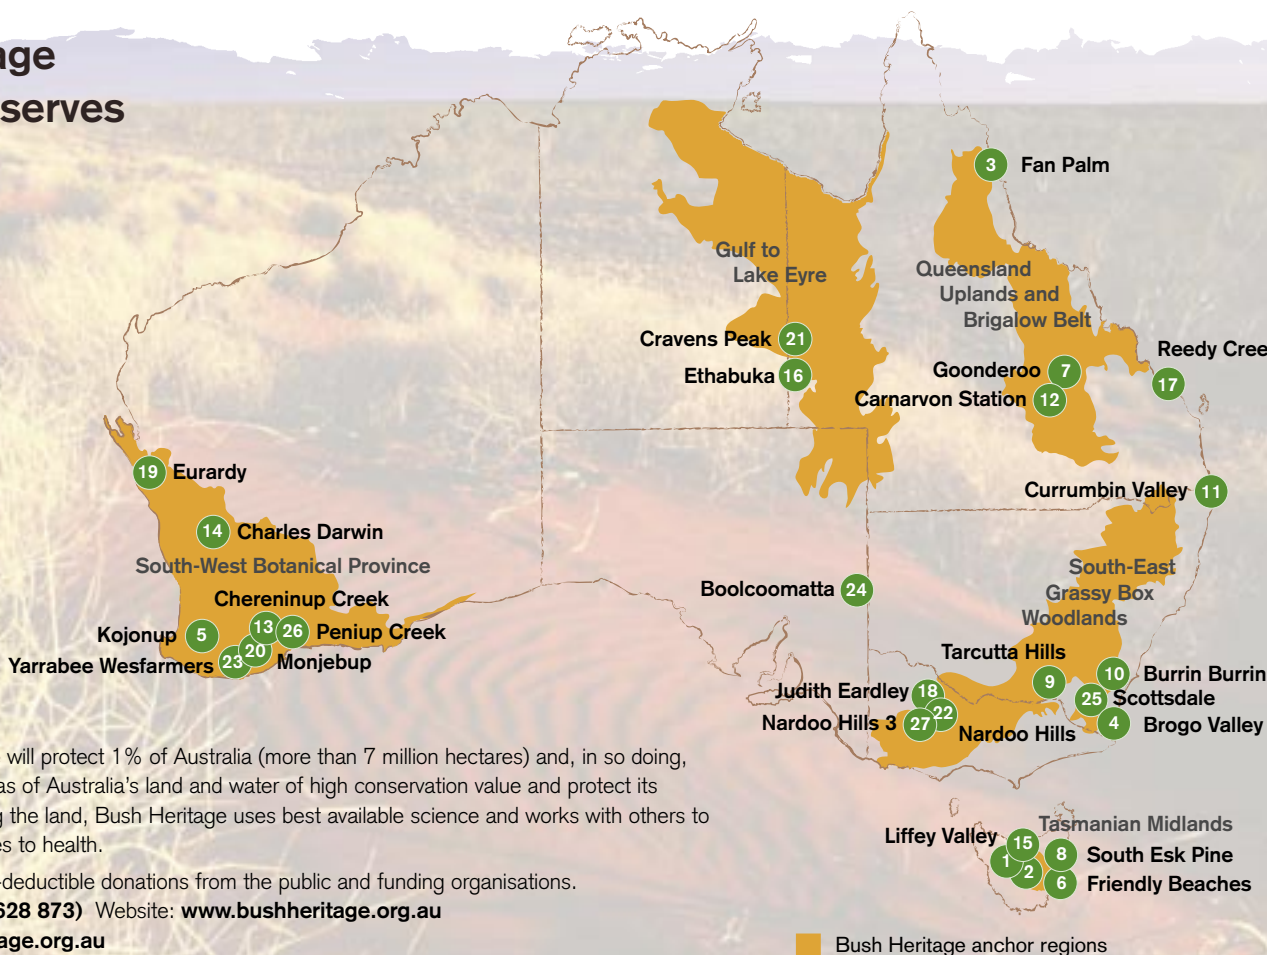 age
serves
3 Fan Palm
Gulf to
Lake Eyre
Queensland
Uplands and
Brigalow Belt
Cravens Peak 21
Ethabuka 16
Reedy Cree
17
Goonderoo 7
Carnarvon Station 12
19 Eurardy
Currumbin Valley 11
14 Charles Darwin
South-West Botanical Province
South-East
Grassy Box
Woodlands
Boolcoomatta 24
Chereninup Creek
Kojonup 5
13 26 Peniup Creek
Yarrabee Wesfarmers 23 20 Monjebup
Tarcutta Hills
9
10 Burrin Burrin
25 Scottsdale
4 Brogo Valley
Judith Eardley 18
Nardoo Hills 3 27 22 Nardoo Hills
will protect 1% of Australia (more than 7 million hectares) and, in so doing,
as of Australia's land and water of high conservation value and protect its
g the land, Bush Heritage uses best available science and works with others to
es to health.
-deductible donations from the public and funding organisations.
628 873) Website: www.bushheritage.org.au
age.org.au
Tasmanian Midlands
Liffey Valley 15
1 2
8 South Esk Pine
6 Friendly Beaches
Bush Heritage anchor regions